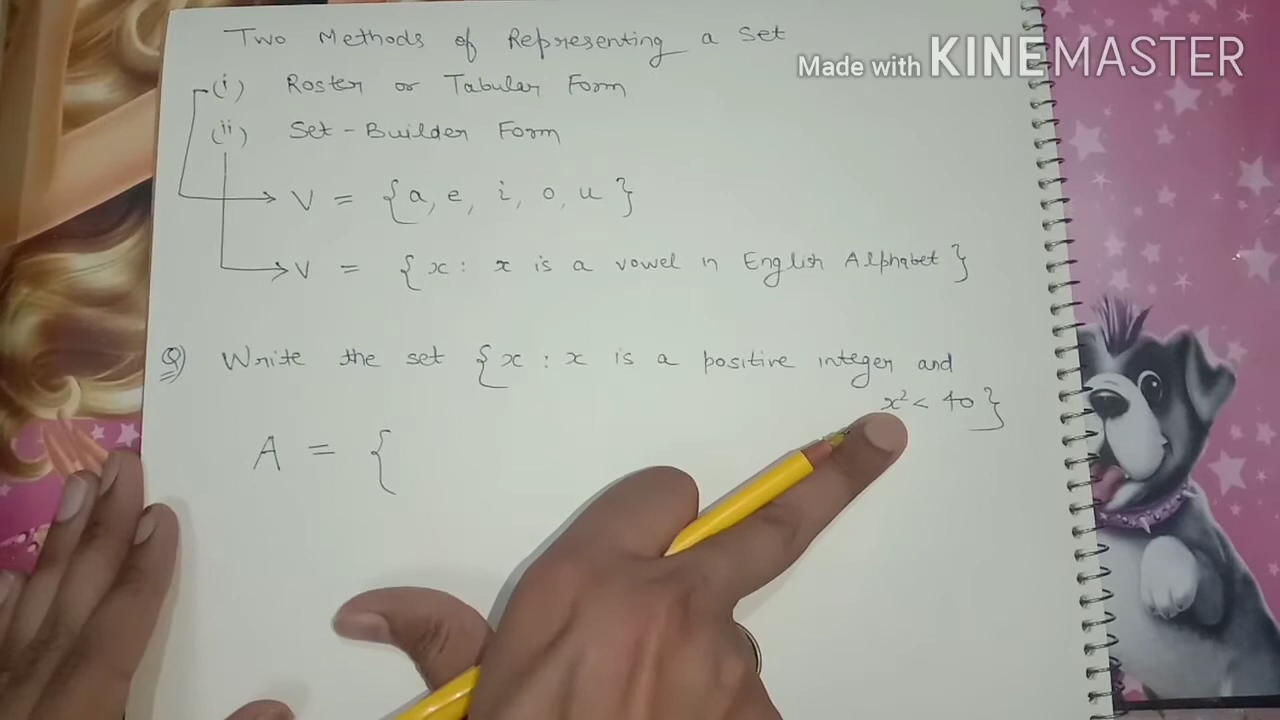 Two Methods of Representing a Set
Made with KINEMASTER
(i) Roster or Tabular Form
(ii) Set-Builder Form
V = {a, e, i, o, u}
V = {x : x is a vowel in English Alphabet}
Q) Write the set {x : x is a positive integer and
x² < 40}
A = {